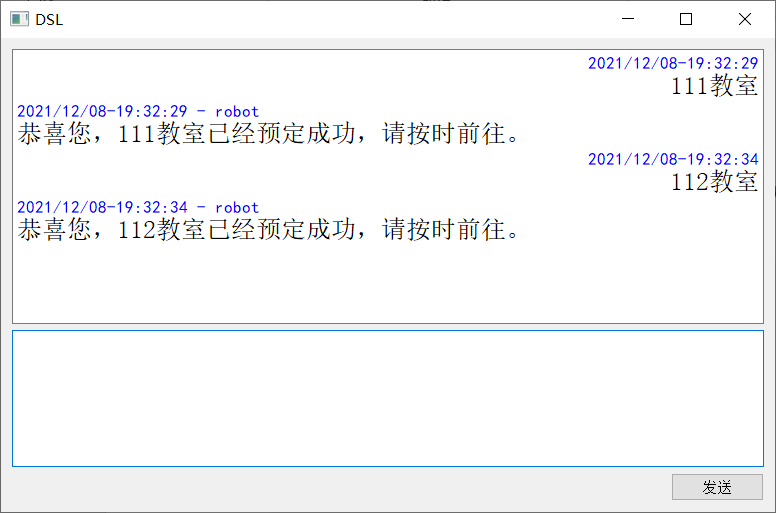 DSL
2021/12/08-19:32:29
111教室
2021/12/08-19:32:29 - robot
恭喜您，111教室已经预定成功，请按时前往。
2021/12/08-19:32:34
112教室
2021/12/08-19:32:34 - robot
恭喜您，112教室已经预定成功，请按时前往。
发送